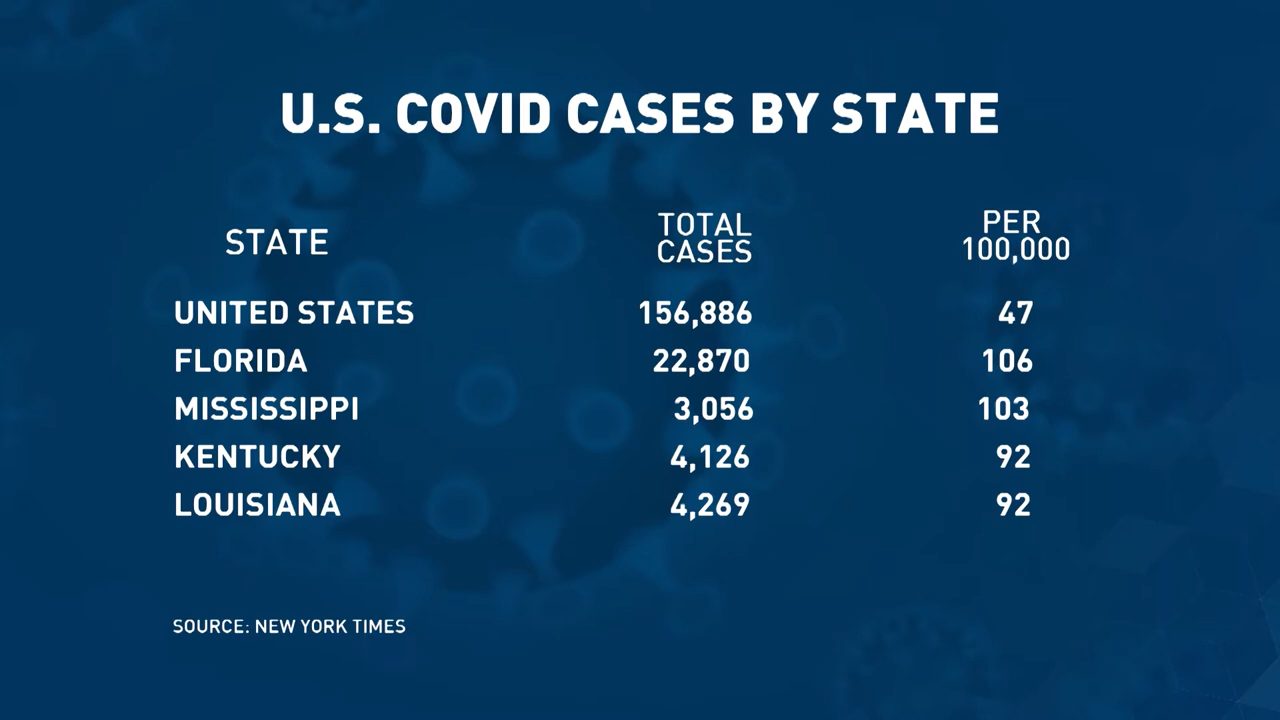 U.S. COVID CASES BY STATE
STATE TOTAL CASES PER 100,000
UNITED STATES 156,886 47
FLORIDA 22,870 106
MISSISSIPPI 3,056 103
KENTUCKY 4,126 92
LOUISIANA 4,269 92
SOURCE: NEW YORK TIMES